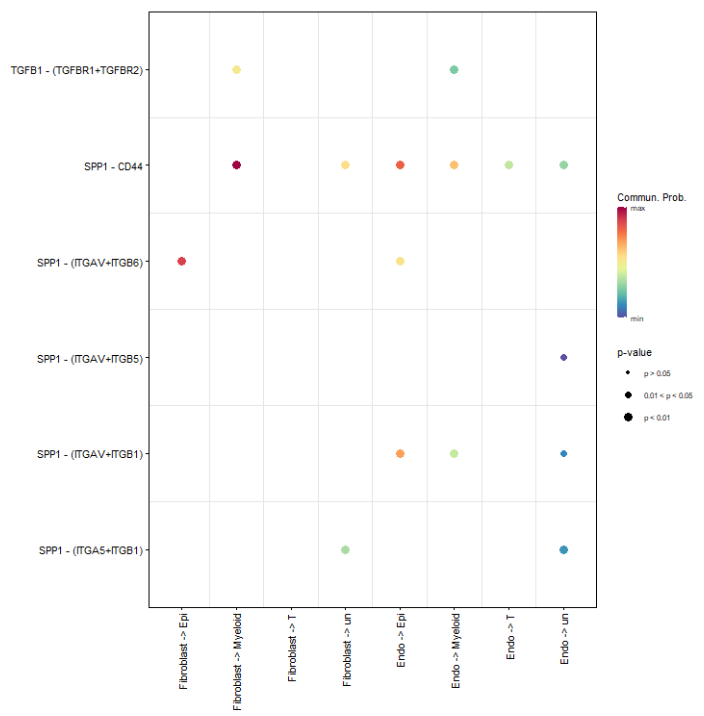 TGFB1 - (TGFBR1+TGFBR2)
SPP1 - CD44
SPP1 - (ITGAV+ITGB6)
SPP1 - (ITGAV+ITGB5)
SPP1 - (ITGAV+ITGB1)
SPP1 - (ITGA5+ITGB1)
Fibroblast -> Epi
Fibroblast -> Myeloid
Fibroblast -> T
Fibroblast -> un
Endo -> Epi
Endo -> Myeloid
Endo -> T
Endo -> un
Commun. Prob.
max
min
p-value
p > 0.05
0.01 < p < 0.05
p < 0.01